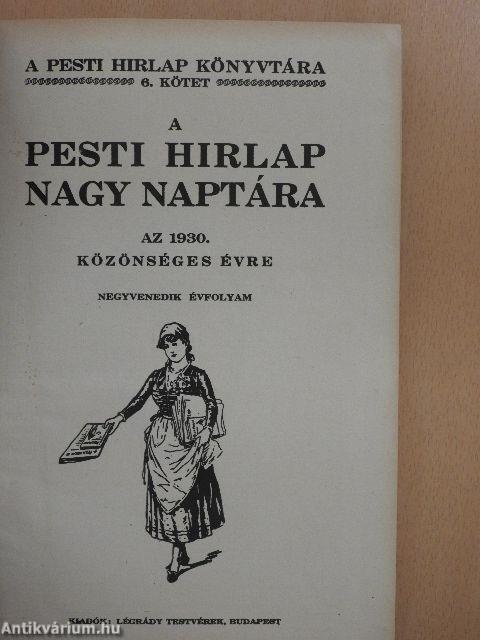 A PESTI HIRLAP KÖNYVTÁRA
6. KÖTET
A
PESTI HIRLAP
NAGY NAPTÁRA
AZ 1930.
KÖZÖNSÉGES ÉVRE
NEGYVENEDIK ÉVFOLYAM
KIADÓK: LÉGRÁDY TESTVÉREK, BUDAPEST
Antikvárium.hu